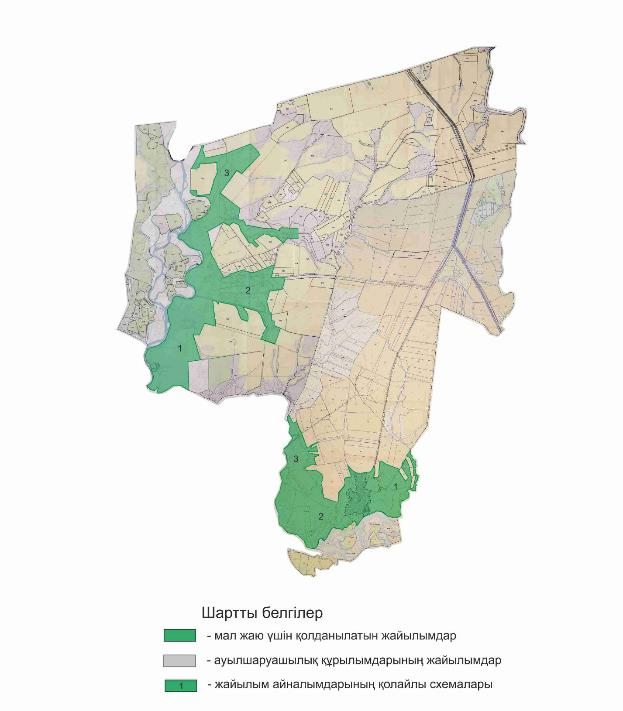 3
2
1
3
1
2
Шартты белгілер
- мал жаю үшін қолданылатын жайылымдар
- ауылшаруашылық құрылымдарының жайылымдар
1 - жайылым айналымдарының қолайлы схемалары